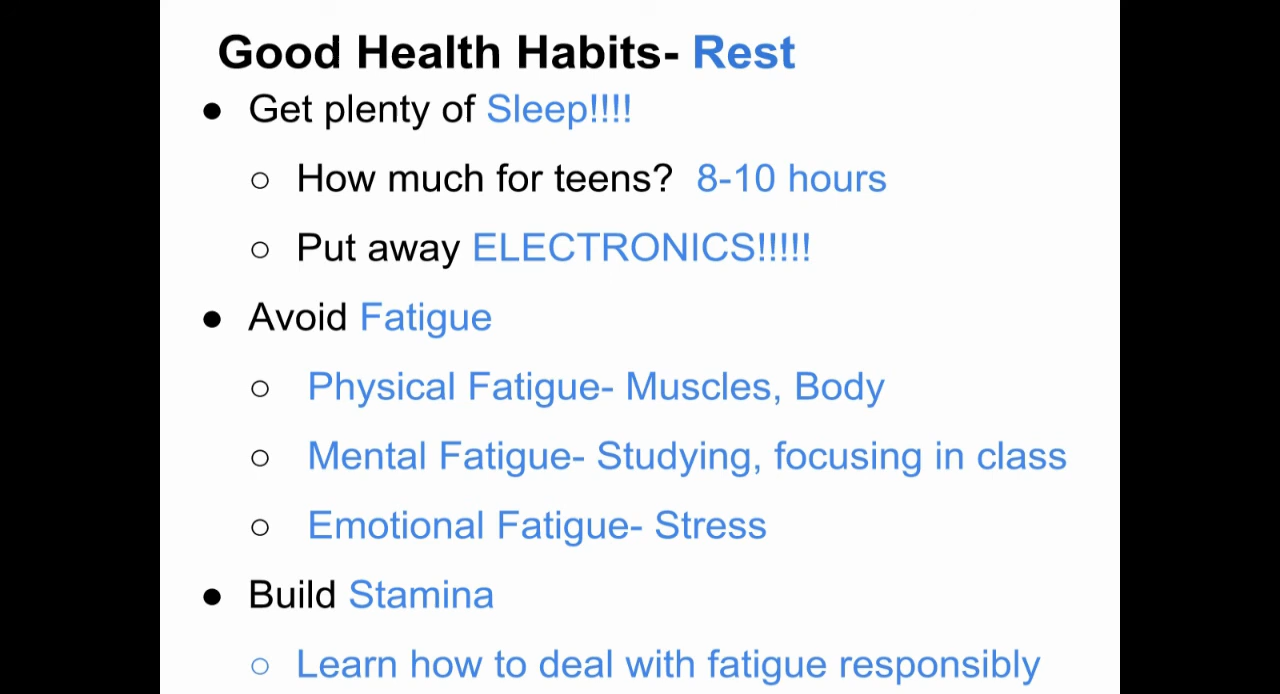 Good Health Habits- Rest
● Get plenty of Sleep!!!!
○ How much for teens? 8-10 hours
○ Put away ELECTRONICS!!!!!
● Avoid Fatigue
○ Physical Fatigue- Muscles, Body
○ Mental Fatigue- Studying, focusing in class
○ Emotional Fatigue- Stress
● Build Stamina
○ Learn how to deal with fatigue responsibly